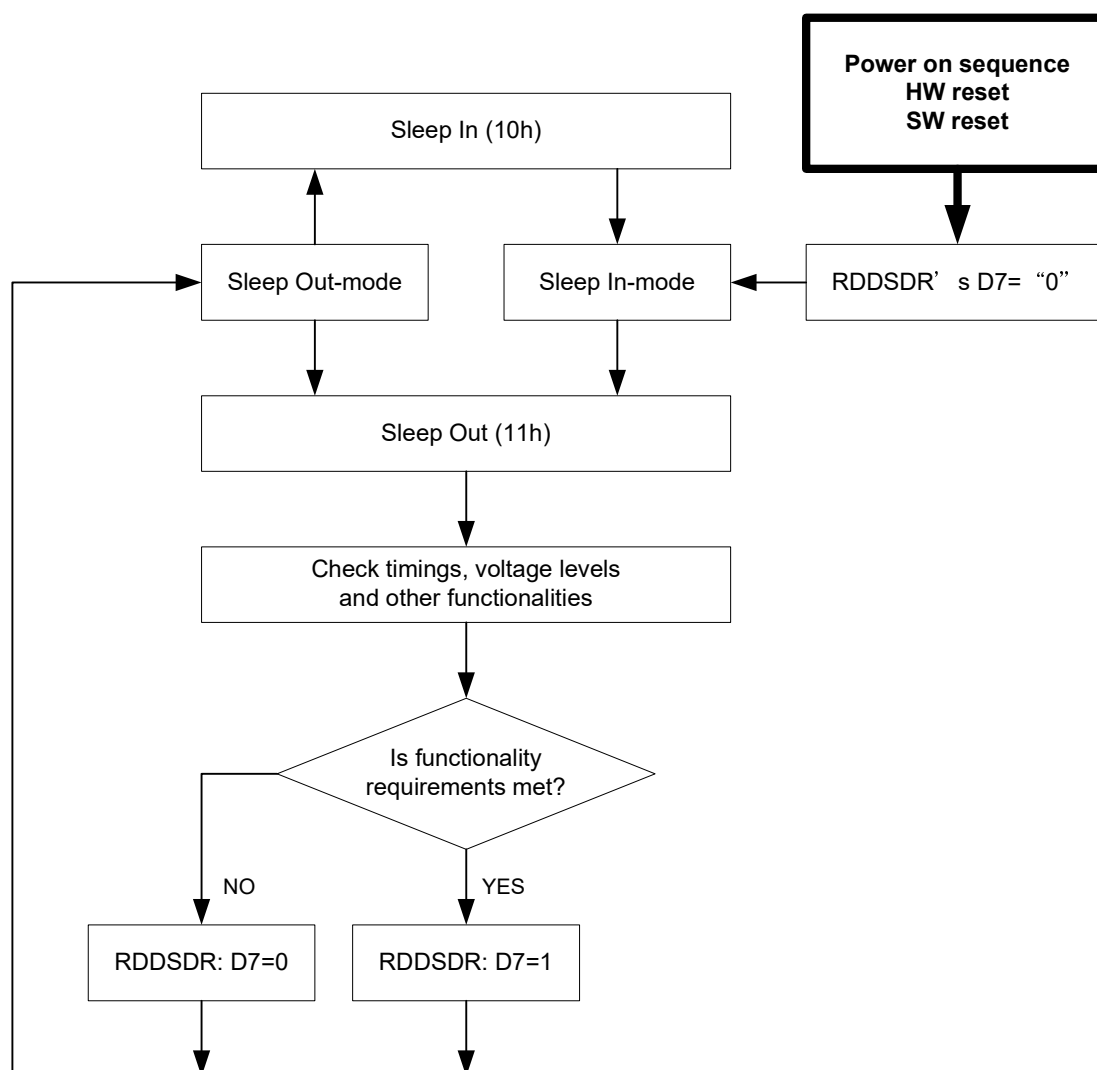 Power on sequence
HW reset
SW reset
Sleep In (10h)
Sleep Out-mode
Sleep In-mode
RDDSDR’s D7= “0”
Sleep Out (11h)
Check timings, voltage levels
and other functionalities
Is functionality
requirements met?
NO
YES
RDDSDR: D7=0
RDDSDR: D7=1